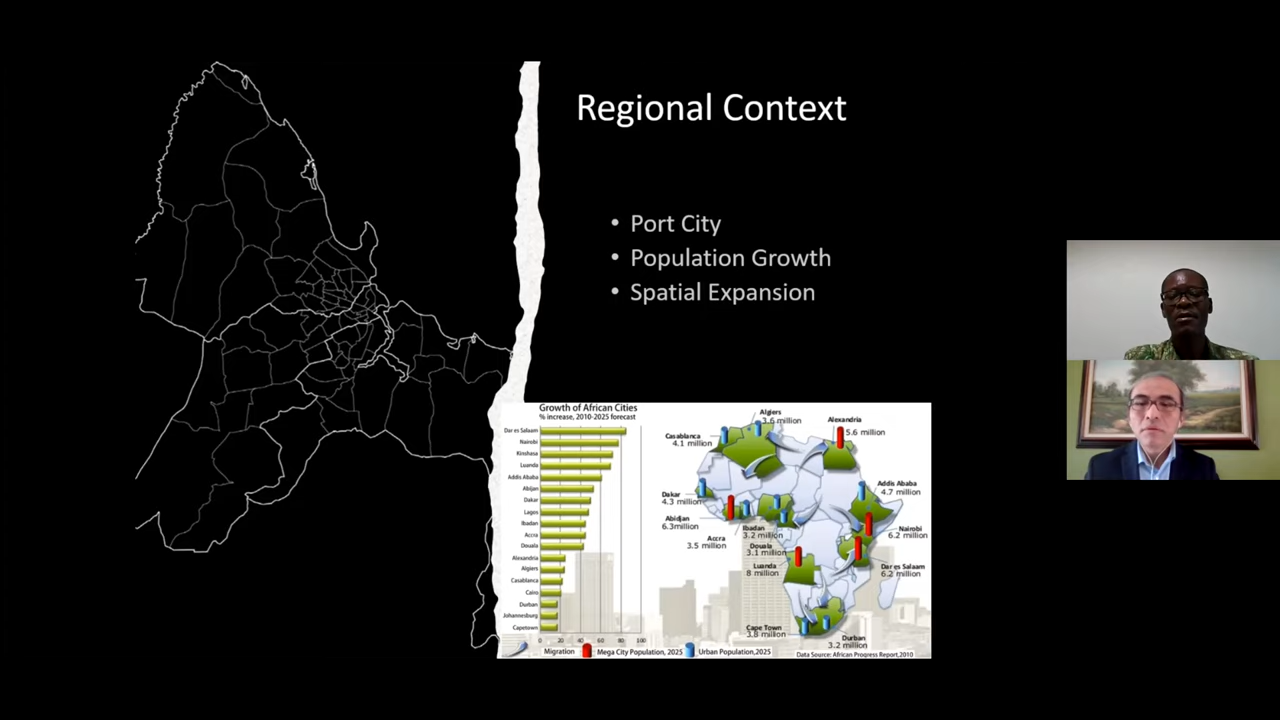 Regional Context
• Port City
• Population Growth
• Spatial Expansion
Growth of African Cities
% increase, 2010-2025 forecast
Dar es Salaam
Nairobi
Kinshasa
Luanda
Addis Ababa
Abijan
Dakar
Lagos
Ibadan
Accra
Douala
Alexandria
Algiers
Casablanca
Cairo
Durban
Johannesburg
Capetown
0 20 40 60 80 100
Algiers
3.6 million
Alexandria
5.6 million
Casablanca
4.1 million
Addis Ababa
4.7 million
Dakar
4.3 million
Abidjan
6.3million
Ibadan
3.2 million
Nairobi
6.2 million
Accra
3.5 million
Douala
3.1 million
Luanda
8 million
Dar es Salaam
6.2 million
Cape Town
3.8 million
Durban
3.2 million
Migration Mega City Population, 2025 Urban Population,2025
Data Source: African Progress Report,2010